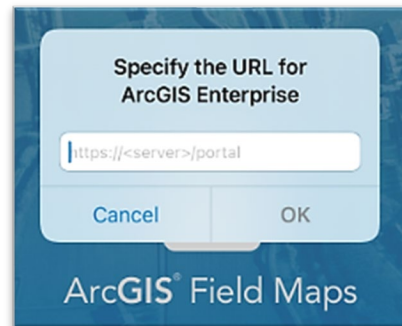 Specify the URL for
ArcGIS Enterprise
https://<server>/portal
Cancel
OK
ArcGIS® Field Maps